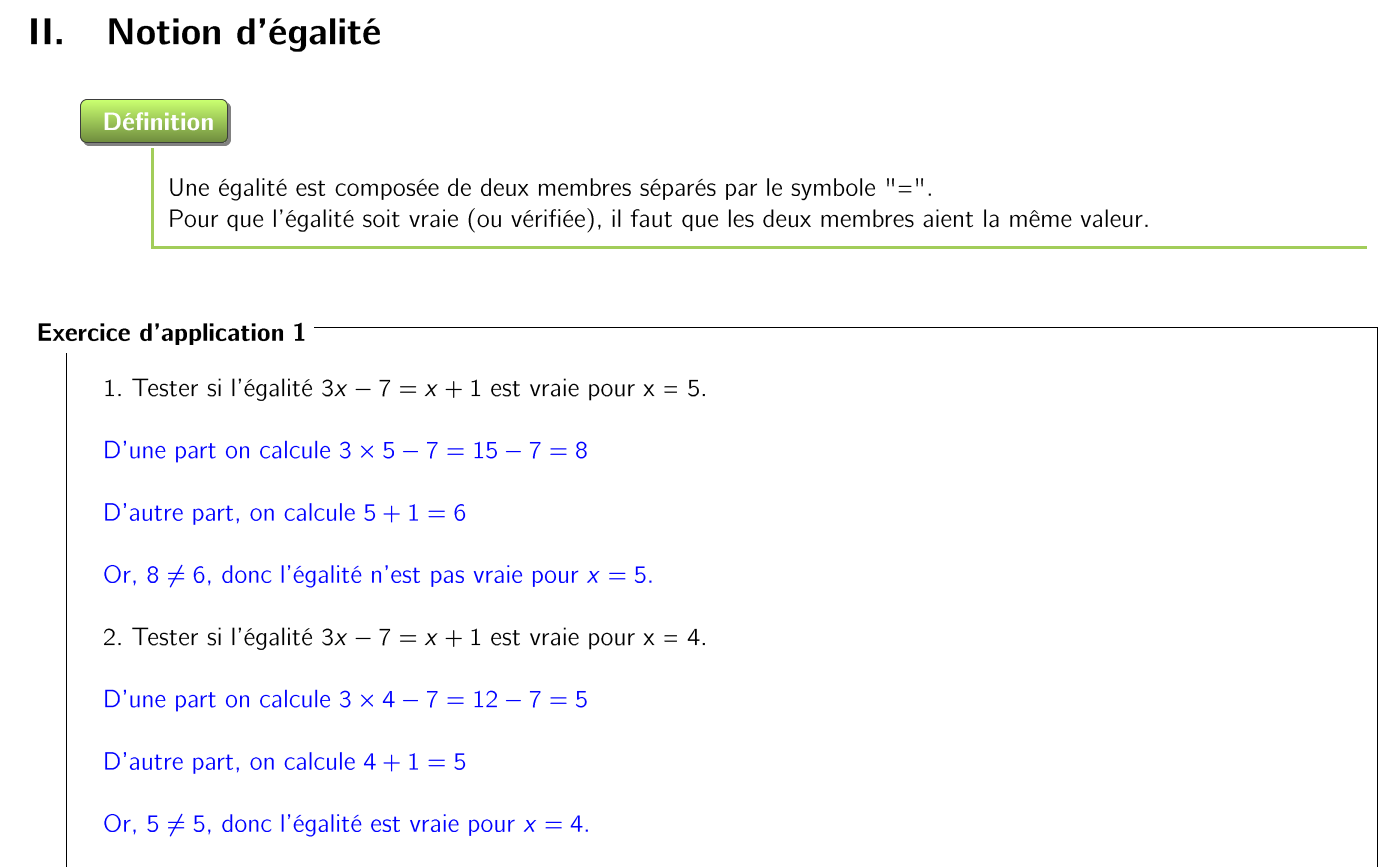 II. Notion d'égalité
Définition
Une égalité est composée de deux membres séparés par le symbole "=".
Pour que l'égalité soit vraie (ou vérifiée), il faut que les deux membres aient la même valeur.
Exercice d'application 1
1. Tester si l'égalité 3x − 7 = x + 1 est vraie pour x = 5.
D'une part on calcule 3 × 5 − 7 = 15 − 7 = 8
D'autre part, on calcule 5 + 1 = 6
Or, 8 ≠ 6, donc l'égalité n'est pas vraie pour x = 5.
2. Tester si l'égalité 3x − 7 = x + 1 est vraie pour x = 4.
D'une part on calcule 3 × 4 − 7 = 12 − 7 = 5
D'autre part, on calcule 4 + 1 = 5
Or, 5 ≠ 5, donc l'égalité est vraie pour x = 4.